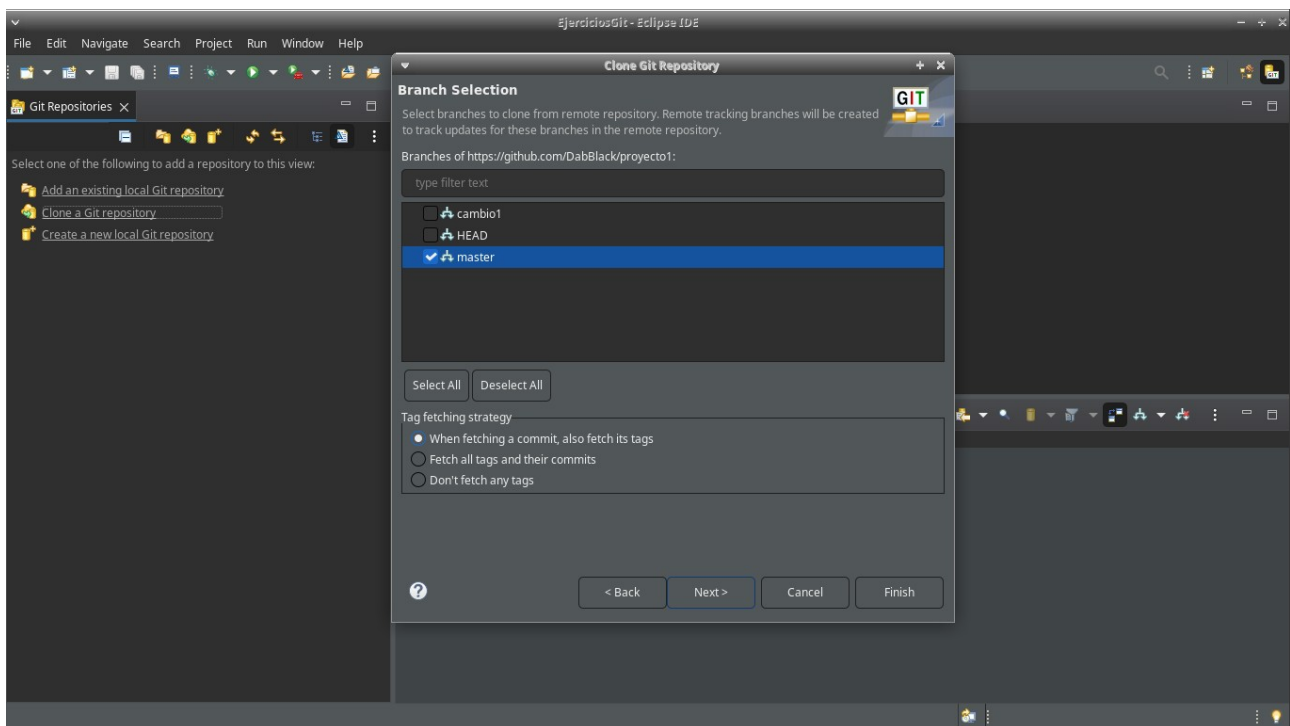 EjerciciosGit - Eclipse IDE
File Edit Navigate Search Project Run Window Help
Git Repositories
Select one of the following to add a repository to this view:
Add an existing local Git repository
Clone a Git repository
Create a new local Git repository
Clone Git Repository
Branch Selection
GIT
Select branches to clone from remote repository. Remote tracking branches will be created
to track updates for these branches in the remote repository.
Branches of https://github.com/DabBlack/proyecto1:
type filter text
cambio1
HEAD
master
Select All Deselect All
Tag fetching strategy
When fetching a commit, also fetch its tags
Fetch all tags and their commits
Don't fetch any tags
< Back Next > Cancel Finish